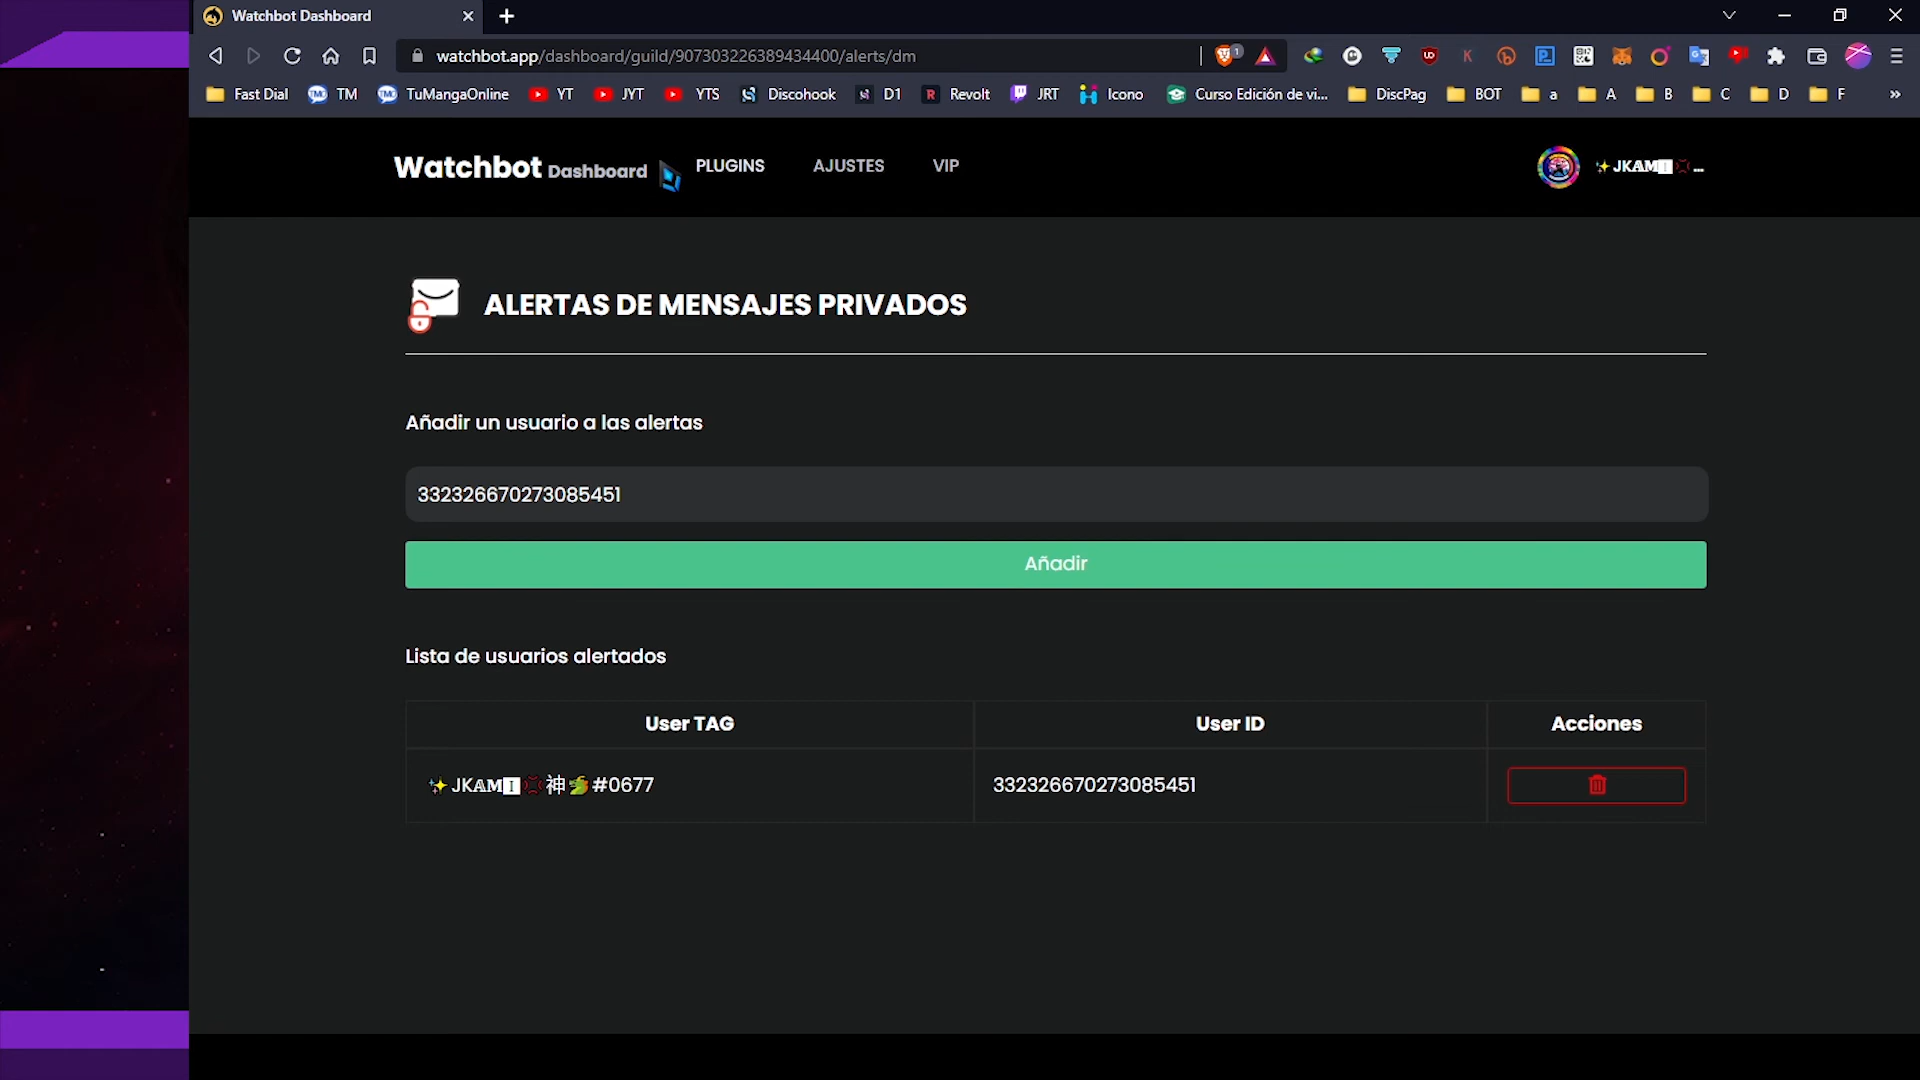 Watchbot Dashboard
watchbot.app/dashboard/guild/907303226389434400/alerts/dm
Fast Dial TM TuMangaOnline YT JYT YTS Discohook D1 Revolt JRT Icono Curso Edición de vi... DiscPag BOT a A B C D F
Watchbot Dashboard PLUGINS AJUSTES VIP ✨JK𝐀𝐌🅸💢...
ALERTAS DE MENSAJES PRIVADOS
Añadir un usuario a las alertas
332326670273085451
Añadir
Lista de usuarios alertados
User TAG User ID Acciones
✨JK𝐀𝐌🅸💢神🐲#0677 332326670273085451